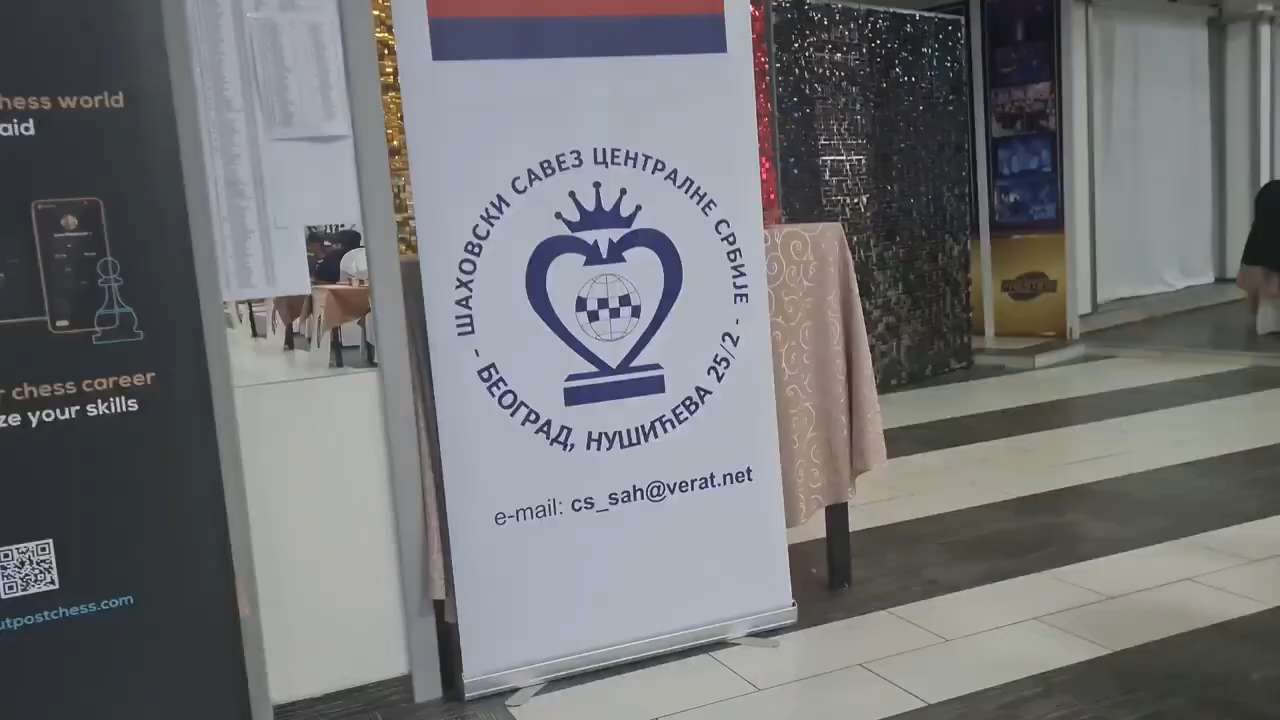 hess world
aid
chess career
ze your skills
utpostchess.com
ШАХОВСКИ САВЕЗ ЦЕНТРАЛНЕ СРБИЈЕ
- БЕОГРАД, НУШИЋЕВА 25/2 -
e-mail: cs_sah@verat.net